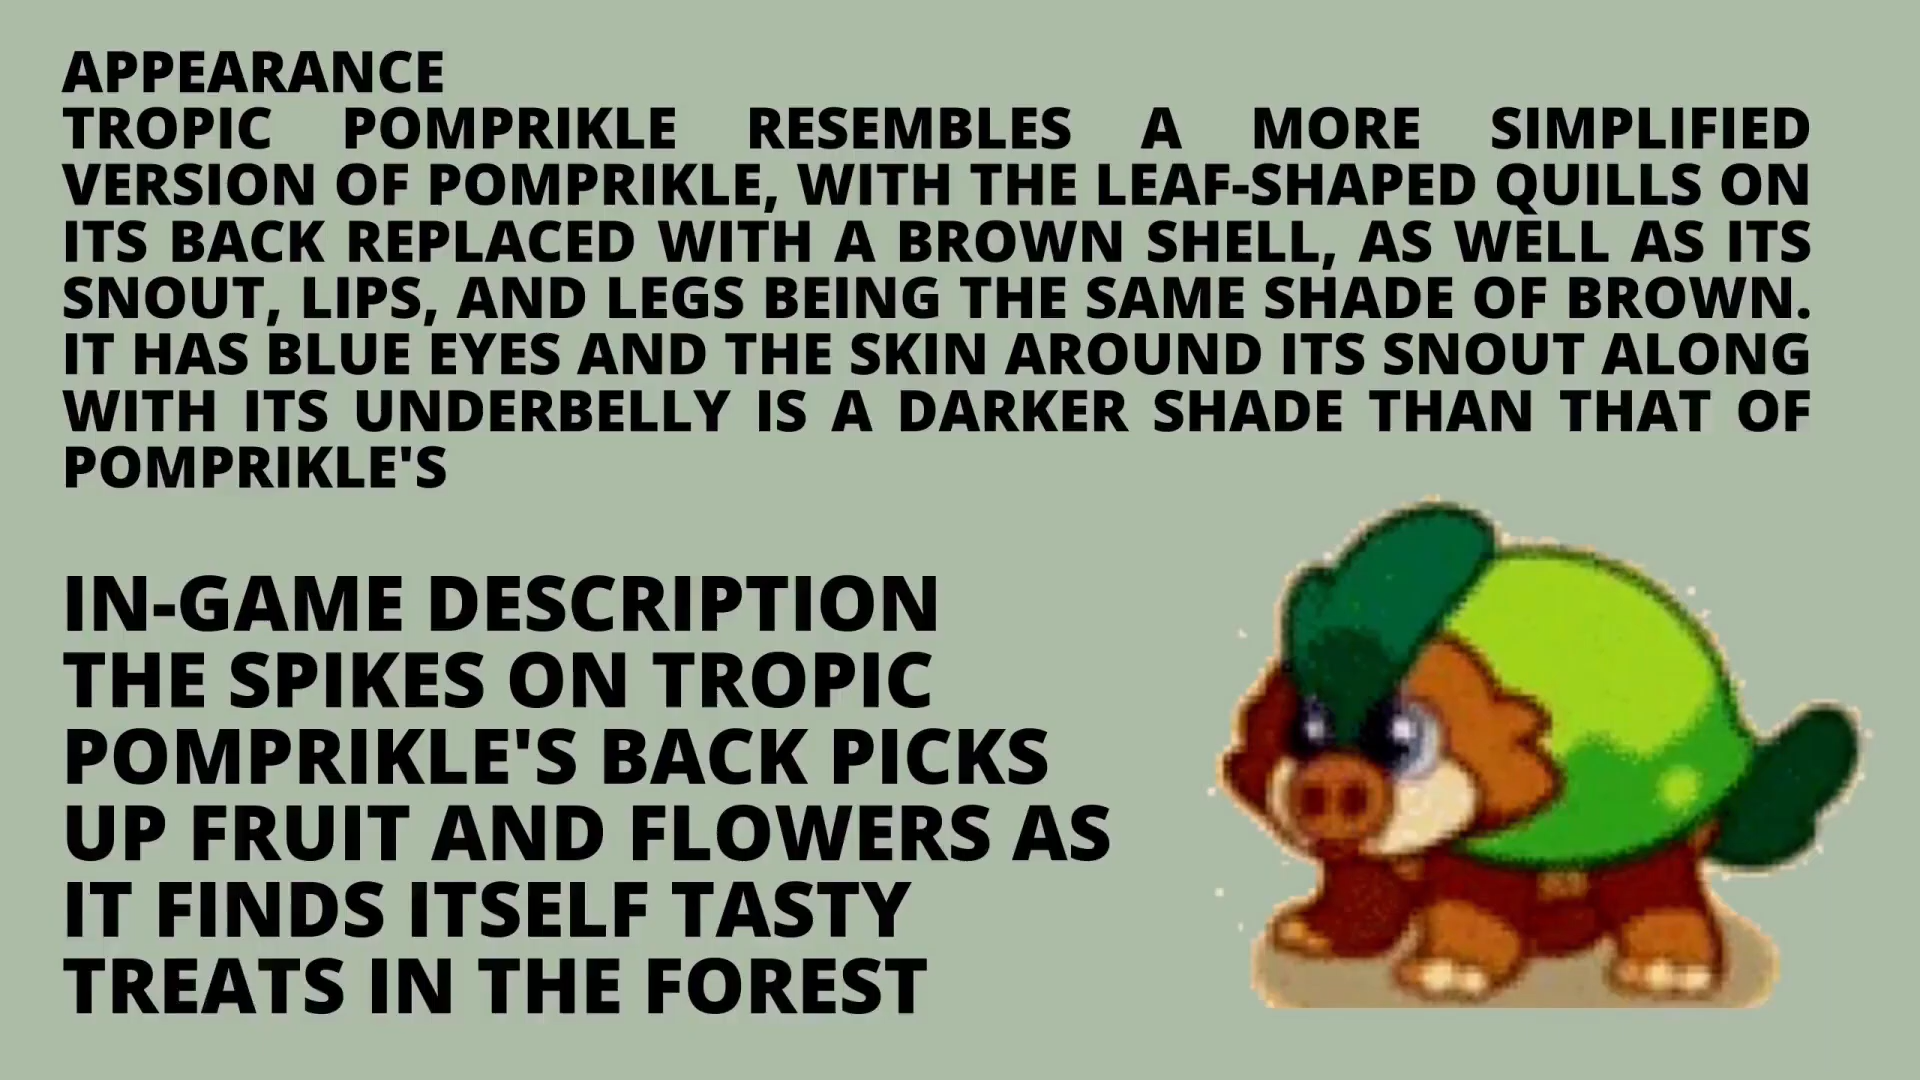 APPEARANCE
TROPIC POMPRIKLE RESEMBLES A MORE SIMPLIFIED
VERSION OF POMPRIKLE, WITH THE LEAF-SHAPED QUILLS ON
ITS BACK REPLACED WITH A BROWN SHELL, AS WELL AS ITS
SNOUT, LIPS, AND LEGS BEING THE SAME SHADE OF BROWN.
IT HAS BLUE EYES AND THE SKIN AROUND ITS SNOUT ALONG
WITH ITS UNDERBELLY IS A DARKER SHADE THAN THAT OF
POMPRIKLE'S
IN-GAME DESCRIPTION
THE SPIKES ON TROPIC
POMPRIKLE'S BACK PICKS
UP FRUIT AND FLOWERS AS
IT FINDS ITSELF TASTY
TREATS IN THE FOREST